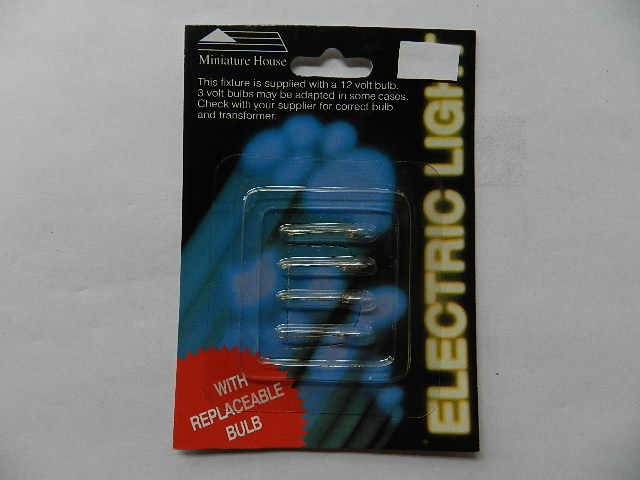 Miniature House
This fixture is supplied with a 12 volt bulb.
3 volt bulbs may be adapted in some cases.
Check with your supplier for correct bulb
and transformer.
ELECTRIC LIGHT
WITH
REPLACEABLE
BULB